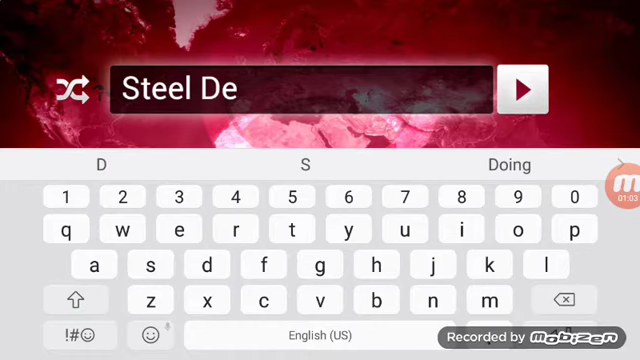 Steel De
D S Doing
01:03
1 2 3 4 5 6 7 8 9 0
q w e r t y u i o p
a s d f g h j k l
z x c v b n m
!#☺ English (US)
Recorded by mobizen